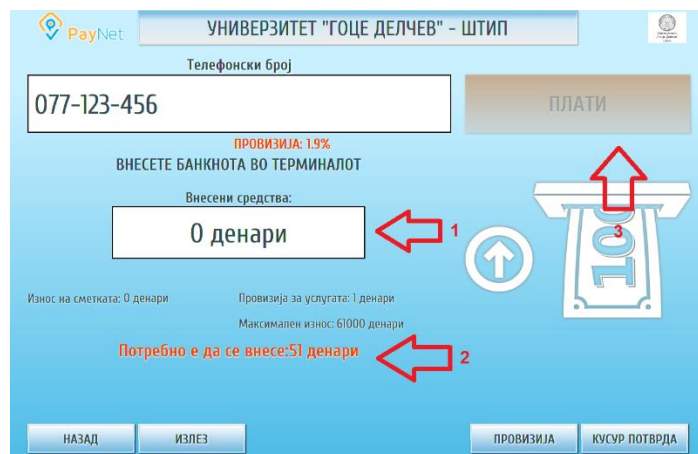 PayNet
УНИВЕРЗИТЕТ "ГОЦЕ ДЕЛЧЕВ" - ШТИП
Телефонски број
077-123-456
ПЛАТИ
ПРОВИЗИЈА: 1.9%
ВНЕСЕТЕ БАНКНОТА ВО ТЕРМИНАЛОТ
Внесени средства:
0 денари
1
3
100
Износ на сметката: 0 денари
Провизија за услугата: 1 денари
Максимален износ: 61000 денари
Потребно е да се внесе:51 денари
2
НАЗАД
ИЗЛЕЗ
ПРОВИЗИЈА
КУСУР ПОТВРДА